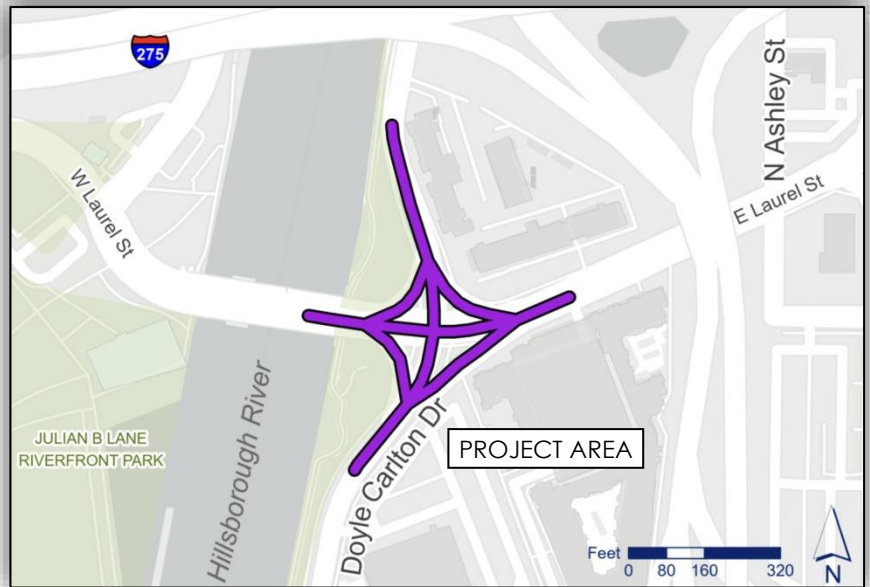 275
N Ashley St
W Laurel St
E Laurel St
JULIAN B LANE
RIVERFRONT PARK
Hillsborough River
Doyle Carlton Dr
PROJECT AREA
Feet
0 80 160 320
N